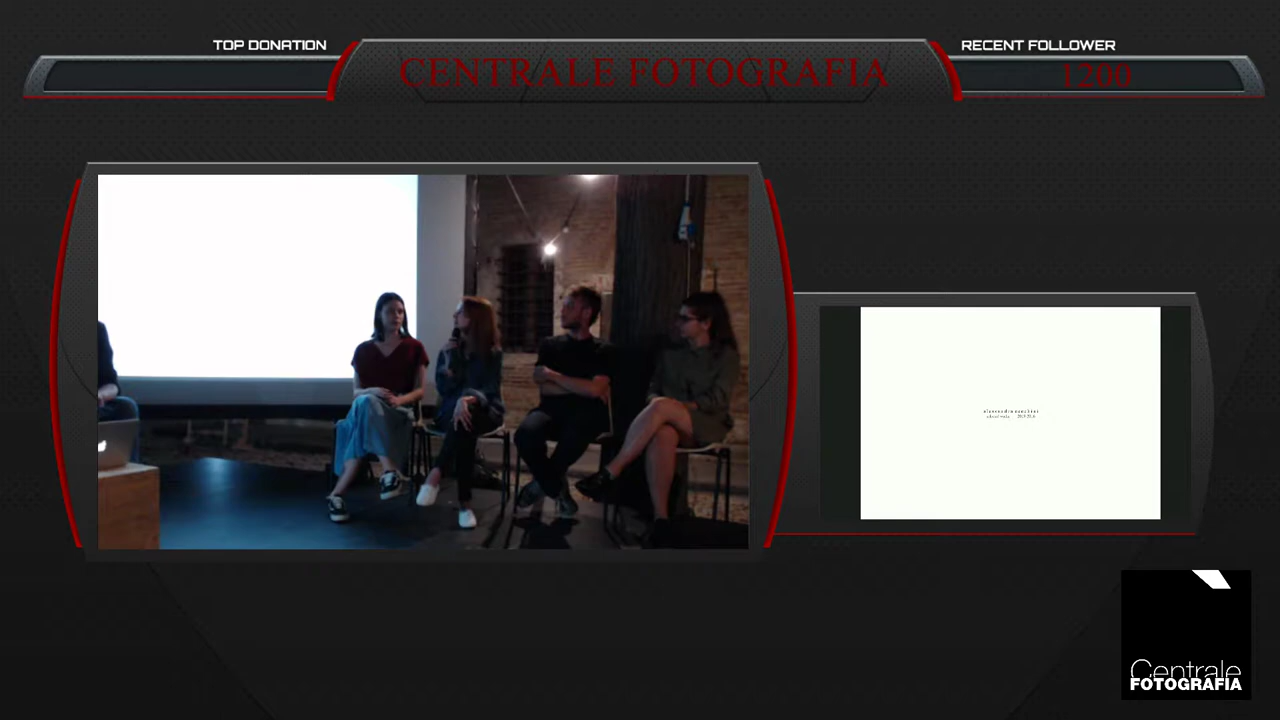 TOP DONATION
CENTRALE FOTOGRAFIA
RECENT FOLLOWER
1200
Centrale
FOTOGRAFIA